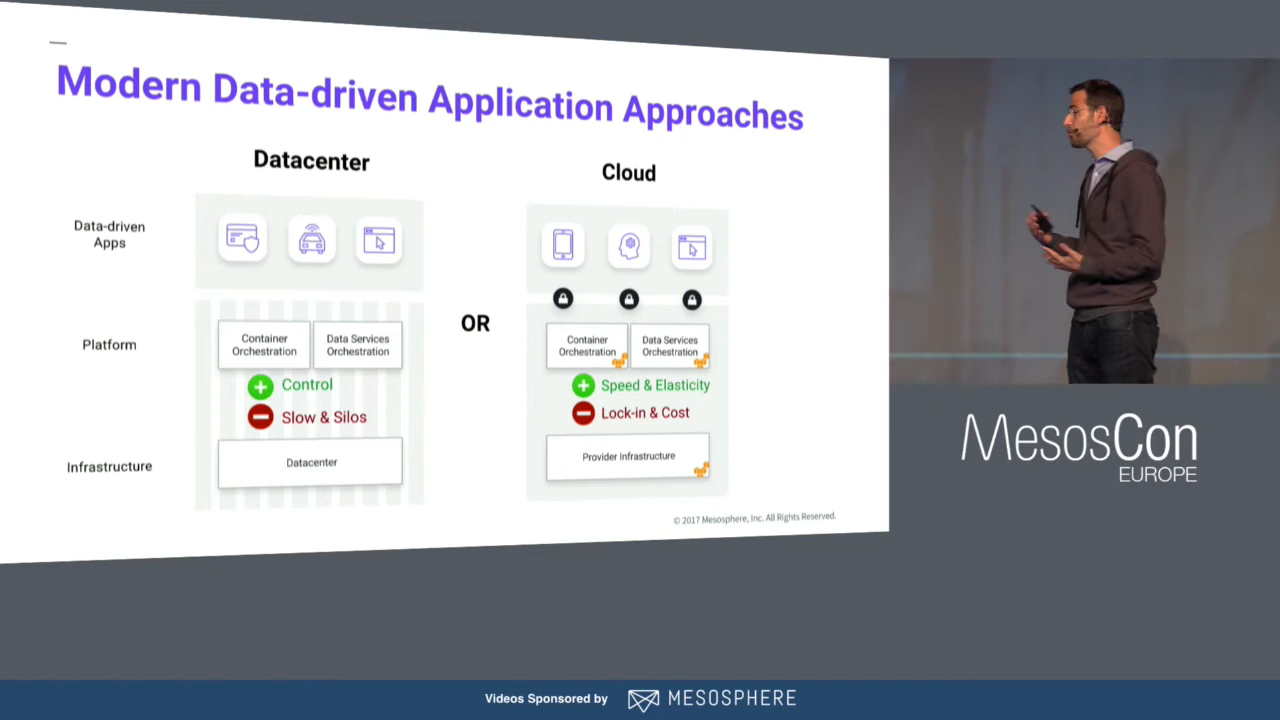 Modern Data-driven Application Approaches
Datacenter
Cloud
Data-driven
Apps
Platform
Container
Orchestration
Data Services
Orchestration
Control
Slow & Silos
Infrastructure
Datacenter
OR
Container
Orchestration
Data Services
Orchestration
Speed & Elasticity
Lock-in & Cost
Provider Infrastructure
© 2017 Mesosphere, Inc. All Rights Reserved.
MesosCon
EUROPE
Videos Sponsored by
MESOSPHERE